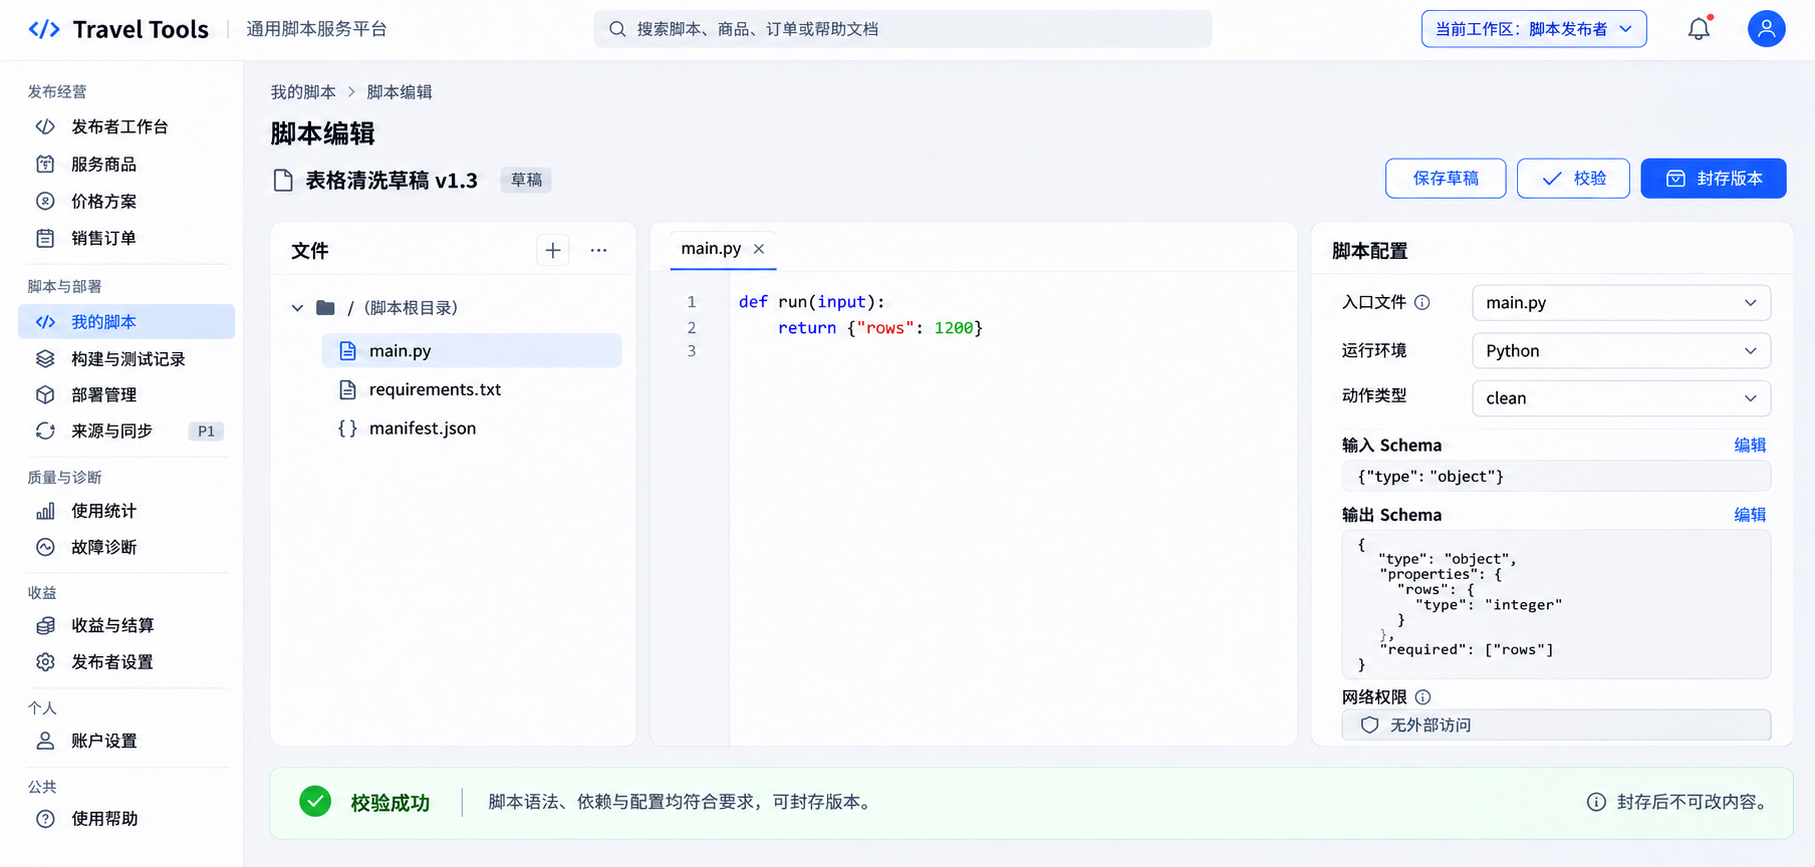 Travel Tools
通用脚本服务平台
搜索脚本、商品、订单或帮助文档
当前工作区：脚本发布者
发布经营
发布者工作台
服务商品
价格方案
销售订单
脚本与部署
我的脚本
构建与测试记录
部署管理
来源与同步 P1
质量与诊断
使用统计
故障诊断
收益
收益与结算
发布者设置
个人
账户设置
公共
使用帮助
我的脚本 > 脚本编辑
脚本编辑
表格清洗草稿 v1.3 草稿
保存草稿
校验
封存版本
文件
/（脚本根目录）
main.py
requirements.txt
manifest.json
main.py
1 def run(input):
2 return {"rows": 1200}
3
脚本配置
入口文件 main.py
运行环境 Python
动作类型 clean
输入 Schema 编辑
{"type": "object"}
输出 Schema 编辑
{
"type": "object",
"properties": {
"rows": {
"type": "integer"
}
},
"required": ["rows"]
}
网络权限
无外部访问
校验成功
脚本语法、依赖与配置均符合要求，可封存版本。
封存后不可改内容。